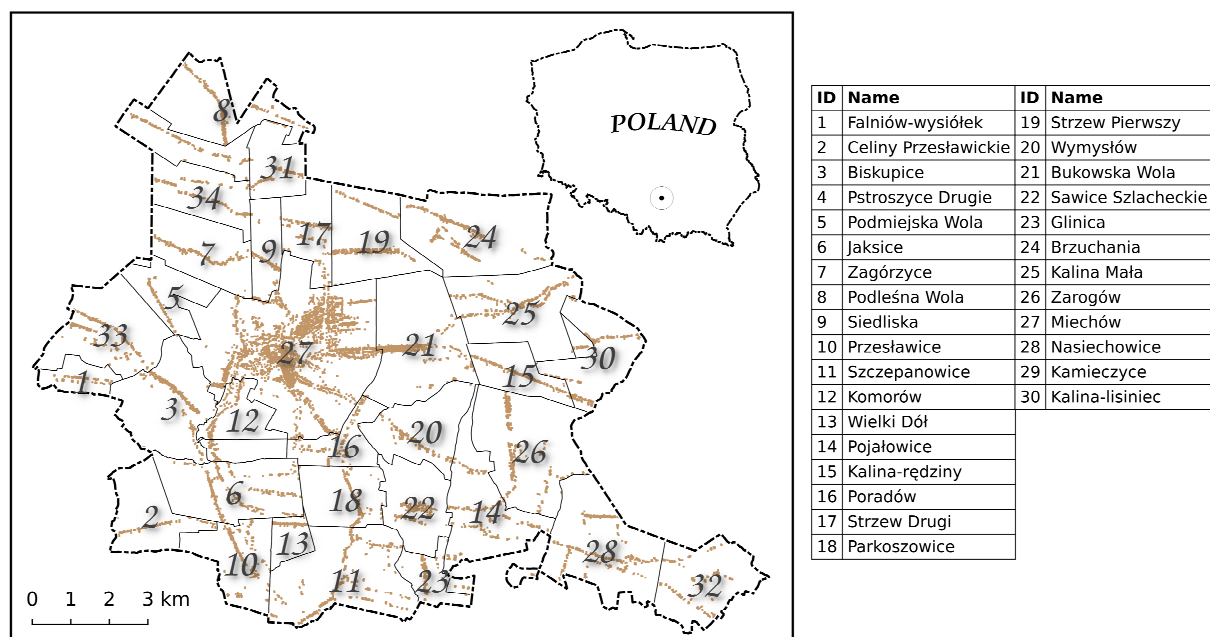 POLAND
8
31
34
17
7
9
19
24
5
25
33
27
21
30
1
15
3
12
20
16
26
6
18
22
14
2
13
10
28
11
23
32
0 1 2 3 km
ID Name ID Name
1 Falniów-wysiółek 19 Strzew Pierwszy
2 Celiny Przesławickie 20 Wymysłów
3 Biskupice 21 Bukowska Wola
4 Pstroszyce Drugie 22 Sawice Szlacheckie
5 Podmiejska Wola 23 Glinica
6 Jaksice 24 Brzuchania
7 Zagórzyce 25 Kalina Mała
8 Podleśna Wola 26 Zarogów
9 Siedliska 27 Miechów
10 Przesławice 28 Nasiechowice
11 Szczepanowice 29 Kamieczyce
12 Komorów 30 Kalina-lisiniec
13 Wielki Dół
14 Pojałowice
15 Kalina-rędziny
16 Poradów
17 Strzew Drugi
18 Parkoszowice